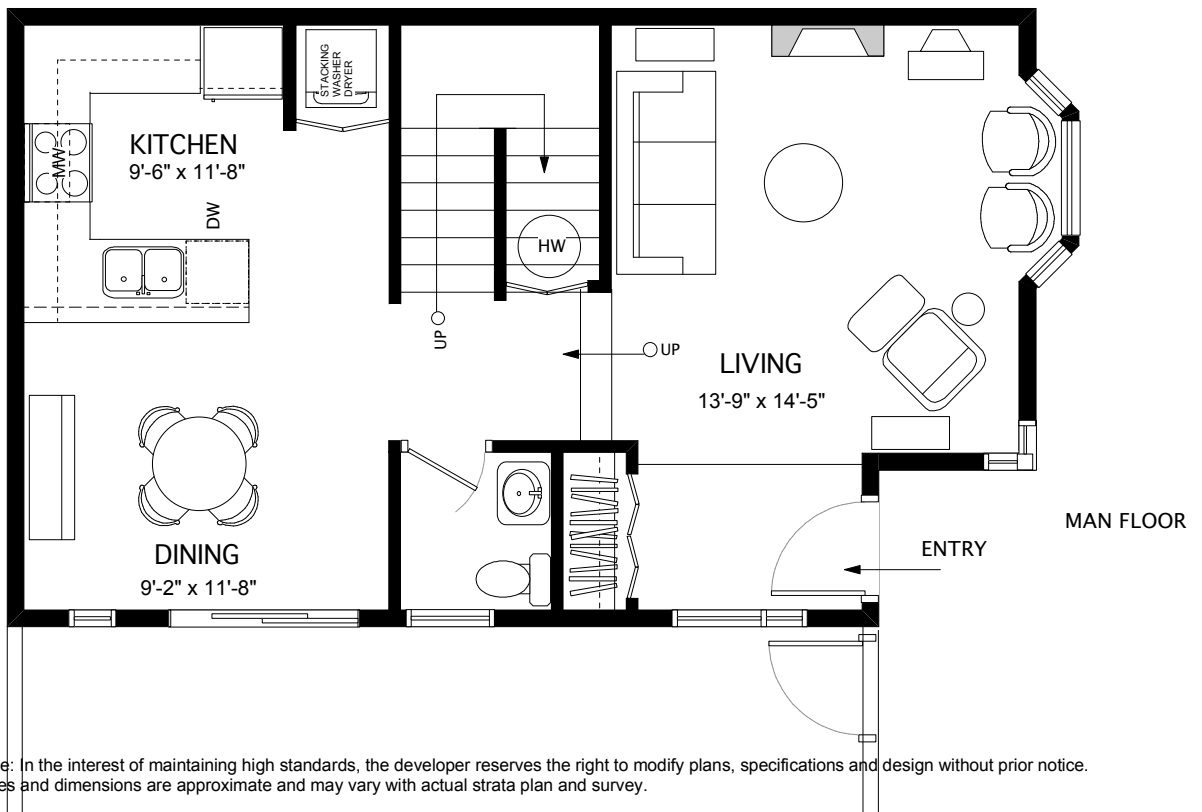 STACKING
WASHER
DRYER
KITCHEN
9'-6" x 11'-8"
MW
DW
HW
UP
UP
LIVING
13'-9" x 14'-5"
MAN FLOOR
ENTRY
DINING
9'-2" x 11'-8"
e: In the interest of maintaining high standards, the developer reserves the right to modify plans, specifications and design without prior notice.
es and dimensions are approximate and may vary with actual strata plan and survey.